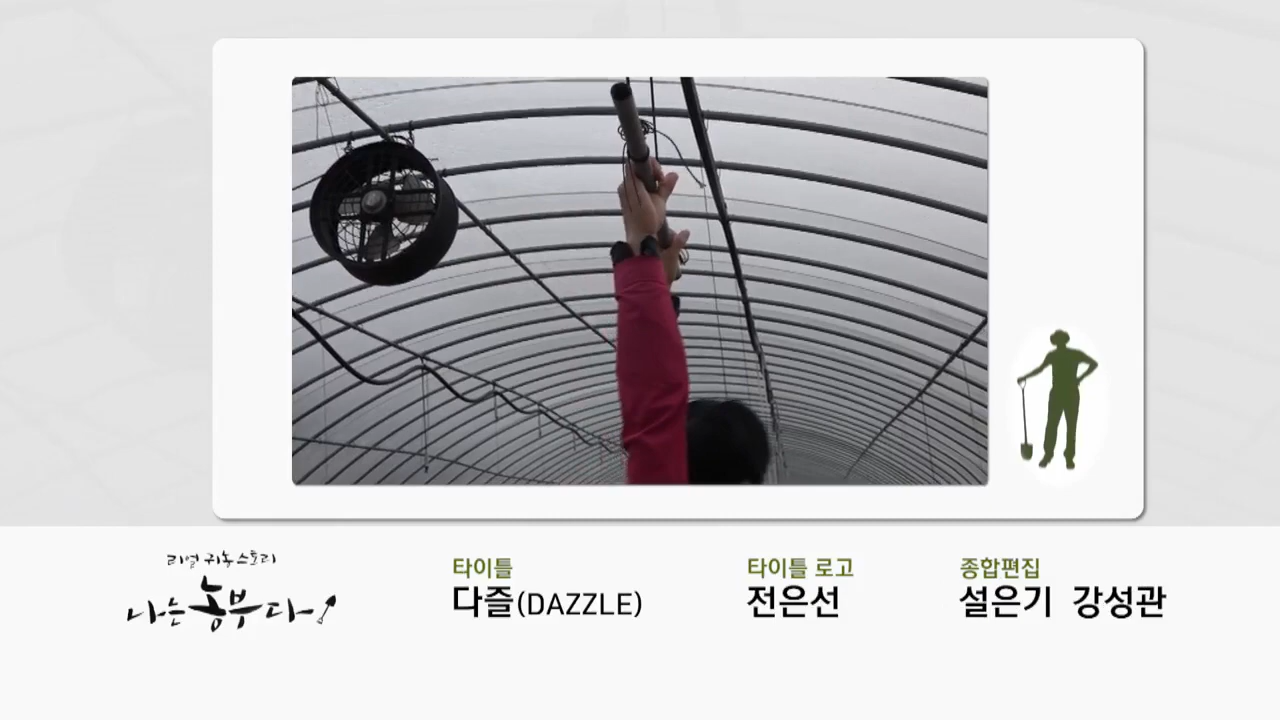 리얼 귀농스토리
나는 농부다!
타이틀
다즐(DAZZLE)
타이틀 로고
전은선
종합편집
설은기 강성관